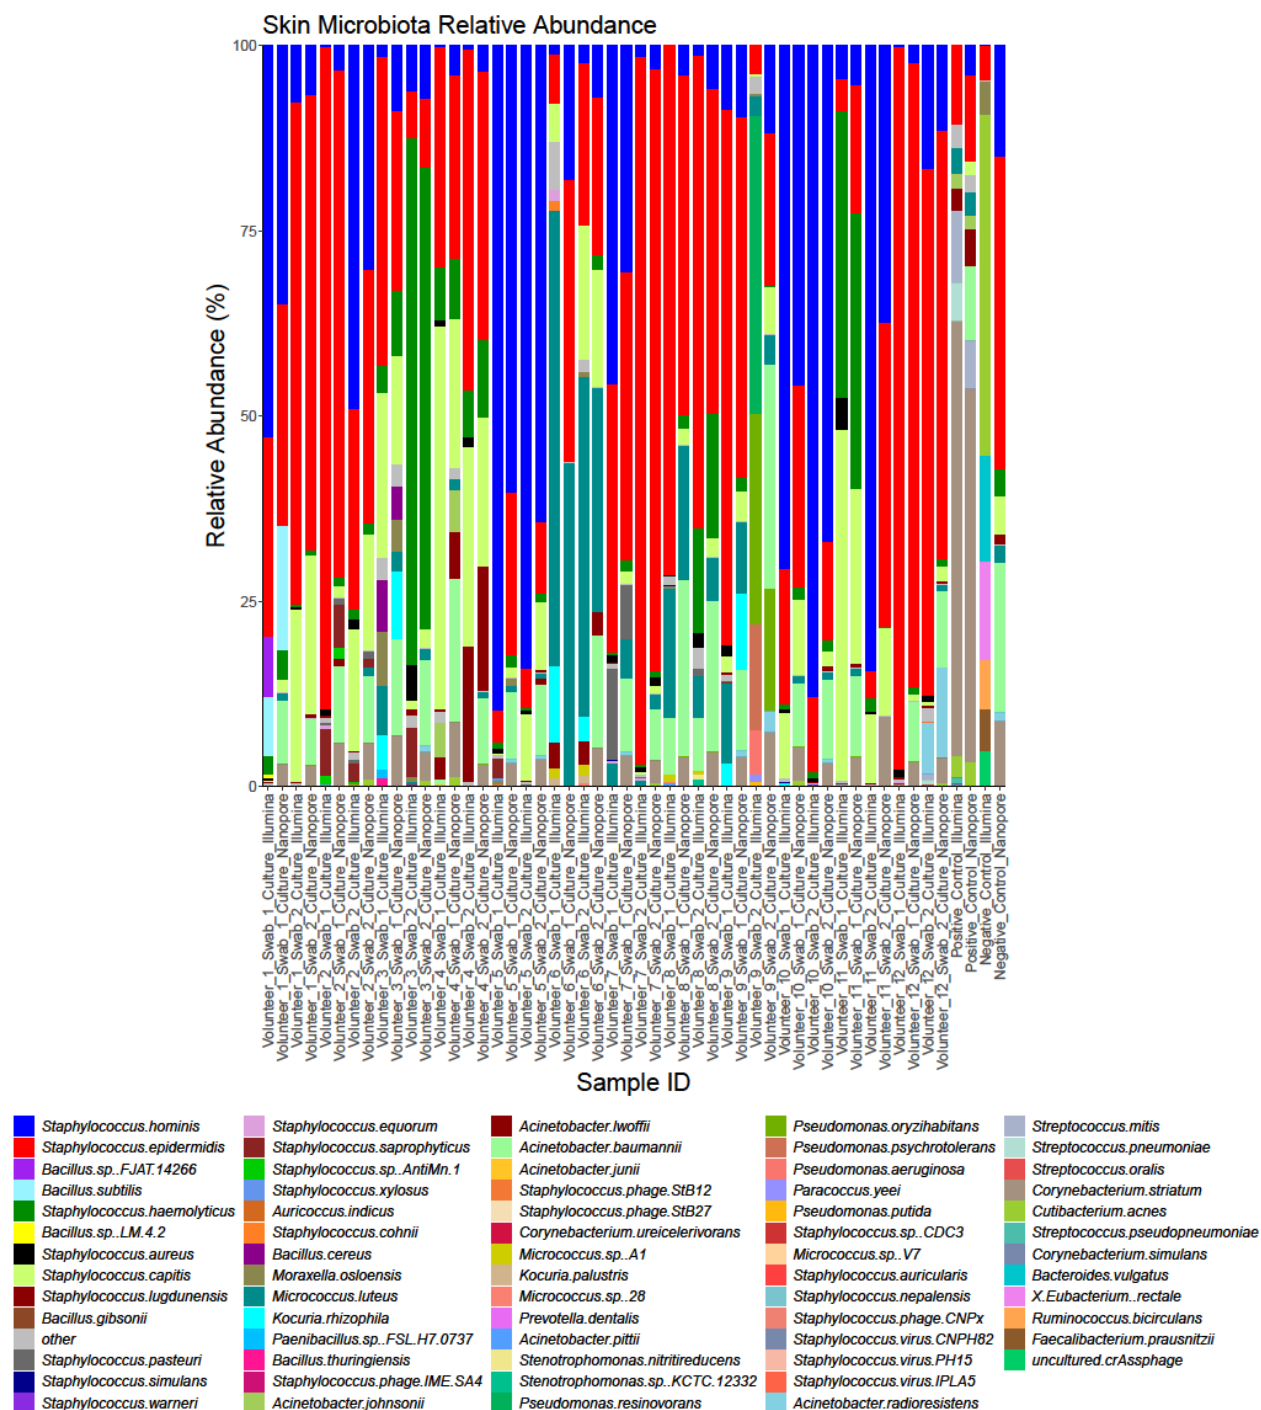 Skin Microbiota Relative Abundance
Relative Abundance (%)
100
75
50
25
0
Volunteer_1_Swab_1_Culture_Illumina
Volunteer_1_Swab_1_Culture_Nanopore
Volunteer_1_Swab_2_Culture_Illumina
Volunteer_1_Swab_2_Culture_Nanopore
Volunteer_2_Swab_1_Culture_Illumina
Volunteer_2_Swab_1_Culture_Nanopore
Volunteer_2_Swab_2_Culture_Illumina
Volunteer_2_Swab_2_Culture_Nanopore
Volunteer_3_Swab_1_Culture_Illumina
Volunteer_3_Swab_1_Culture_Nanopore
Volunteer_3_Swab_2_Culture_Illumina
Volunteer_3_Swab_2_Culture_Nanopore
Volunteer_4_Swab_1_Culture_Illumina
Volunteer_4_Swab_1_Culture_Nanopore
Volunteer_4_Swab_2_Culture_Illumina
Volunteer_4_Swab_2_Culture_Nanopore
Volunteer_5_Swab_1_Culture_Illumina
Volunteer_5_Swab_1_Culture_Nanopore
Volunteer_5_Swab_2_Culture_Illumina
Volunteer_5_Swab_2_Culture_Nanopore
Volunteer_6_Swab_1_Culture_Illumina
Volunteer_6_Swab_1_Culture_Nanopore
Volunteer_6_Swab_2_Culture_Illumina
Volunteer_6_Swab_2_Culture_Nanopore
Volunteer_7_Swab_1_Culture_Illumina
Volunteer_7_Swab_1_Culture_Nanopore
Volunteer_7_Swab_2_Culture_Illumina
Volunteer_7_Swab_2_Culture_Nanopore
Volunteer_8_Swab_1_Culture_Illumina
Volunteer_8_Swab_1_Culture_Nanopore
Volunteer_8_Swab_2_Culture_Illumina
Volunteer_8_Swab_2_Culture_Nanopore
Volunteer_9_Swab_1_Culture_Illumina
Volunteer_9_Swab_1_Culture_Nanopore
Volunteer_9_Swab_2_Culture_Illumina
Volunteer_9_Swab_2_Culture_Nanopore
Volunteer_10_Swab_1_Culture_Illumina
Volunteer_10_Swab_1_Culture_Nanopore
Volunteer_10_Swab_2_Culture_Illumina
Volunteer_10_Swab_2_Culture_Nanopore
Volunteer_11_Swab_1_Culture_Illumina
Volunteer_11_Swab_1_Culture_Nanopore
Volunteer_11_Swab_2_Culture_Illumina
Volunteer_11_Swab_2_Culture_Nanopore
Volunteer_12_Swab_1_Culture_Illumina
Volunteer_12_Swab_1_Culture_Nanopore
Volunteer_12_Swab_2_Culture_Illumina
Volunteer_12_Swab_2_Culture_Nanopore
Positive_Control_Illumina
Positive_Control_Nanopore
Negative_Control_Illumina
Negative_Control_Nanopore
Sample ID
Staphylococcus.hominis
Staphylococcus.epidermidis
Bacillus.sp..FJAT.14266
Bacillus.subtilis
Staphylococcus.haemolyticus
Bacillus.sp..LM.4.2
Staphylococcus.aureus
Staphylococcus.capitis
Staphylococcus.lugdunensis
Bacillus.gibsonii
other
Staphylococcus.pasteuri
Staphylococcus.simulans
Staphylococcus.warneri
Staphylococcus.equorum
Staphylococcus.saprophyticus
Staphylococcus.sp..AntiMn.1
Staphylococcus.xylosus
Auricoccus.indicus
Staphylococcus.cohnii
Bacillus.cereus
Moraxella.osloensis
Micrococcus.luteus
Kocuria.rhizophila
Paenibacillus.sp..FSL.H7.0737
Bacillus.thuringiensis
Staphylococcus.phage.IME.SA4
Acinetobacter.johnsonii
Acinetobacter.lwoffii
Acinetobacter.baumannii
Acinetobacter.junii
Staphylococcus.phage.StB12
Staphylococcus.phage.StB27
Corynebacterium.ureicelerivorans
Micrococcus.sp..A1
Kocuria.palustris
Micrococcus.sp..28
Prevotella.dentalis
Acinetobacter.pittii
Stenotrophomonas.nitritireducens
Stenotrophomonas.sp..KCTC.12332
Pseudomonas.resinovorans
Pseudomonas.oryzihabitans
Pseudomonas.psychrotolerans
Pseudomonas.aeruginosa
Paracoccus.yeei
Pseudomonas.putida
Staphylococcus.sp..CDC3
Micrococcus.sp..V7
Staphylococcus.auricularis
Staphylococcus.nepalensis
Staphylococcus.phage.CNPx
Staphylococcus.virus.CNPH82
Staphylococcus.virus.PH15
Staphylococcus.virus.IPLA5
Acinetobacter.radioresistens
Streptococcus.mitis
Streptococcus.pneumoniae
Streptococcus.oralis
Corynebacterium.striatum
Cutibacterium.acnes
Streptococcus.pseudopneumoniae
Corynebacterium.simulans
Bacteroides.vulgatus
X.Eubacterium..rectale
Ruminococcus.bicirculans
Faecalibacterium.prausnitzii
uncultured.crAssphage